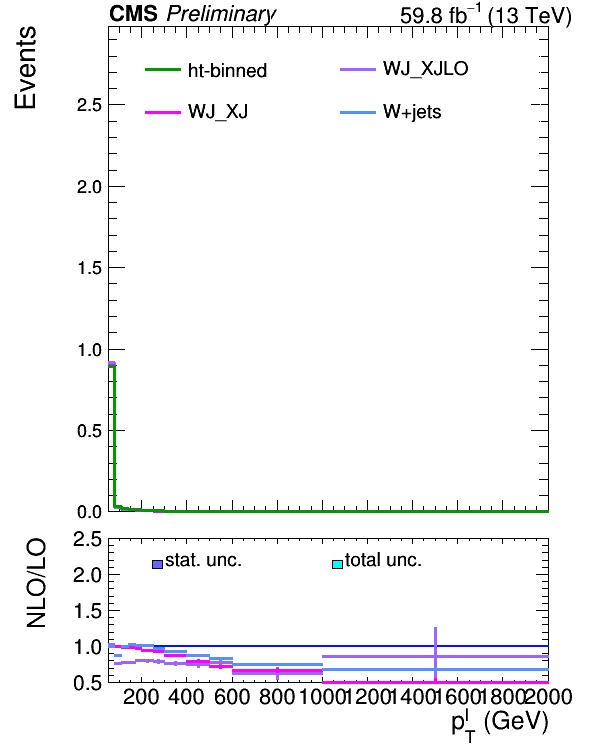 CMS Preliminary 59.8 fb⁻¹ (13 TeV)
Events
ht-binned WJ_XJLO
WJ_XJ W+jets
2.5
2.0
1.5
1.0
0.5
0.0
NLO/LO
stat. unc. total unc.
2.5
2.0
1.5
1.0
0.5
200 400 600 800 1000 1200 1400 1600 1800 2000
p_T^l (GeV)